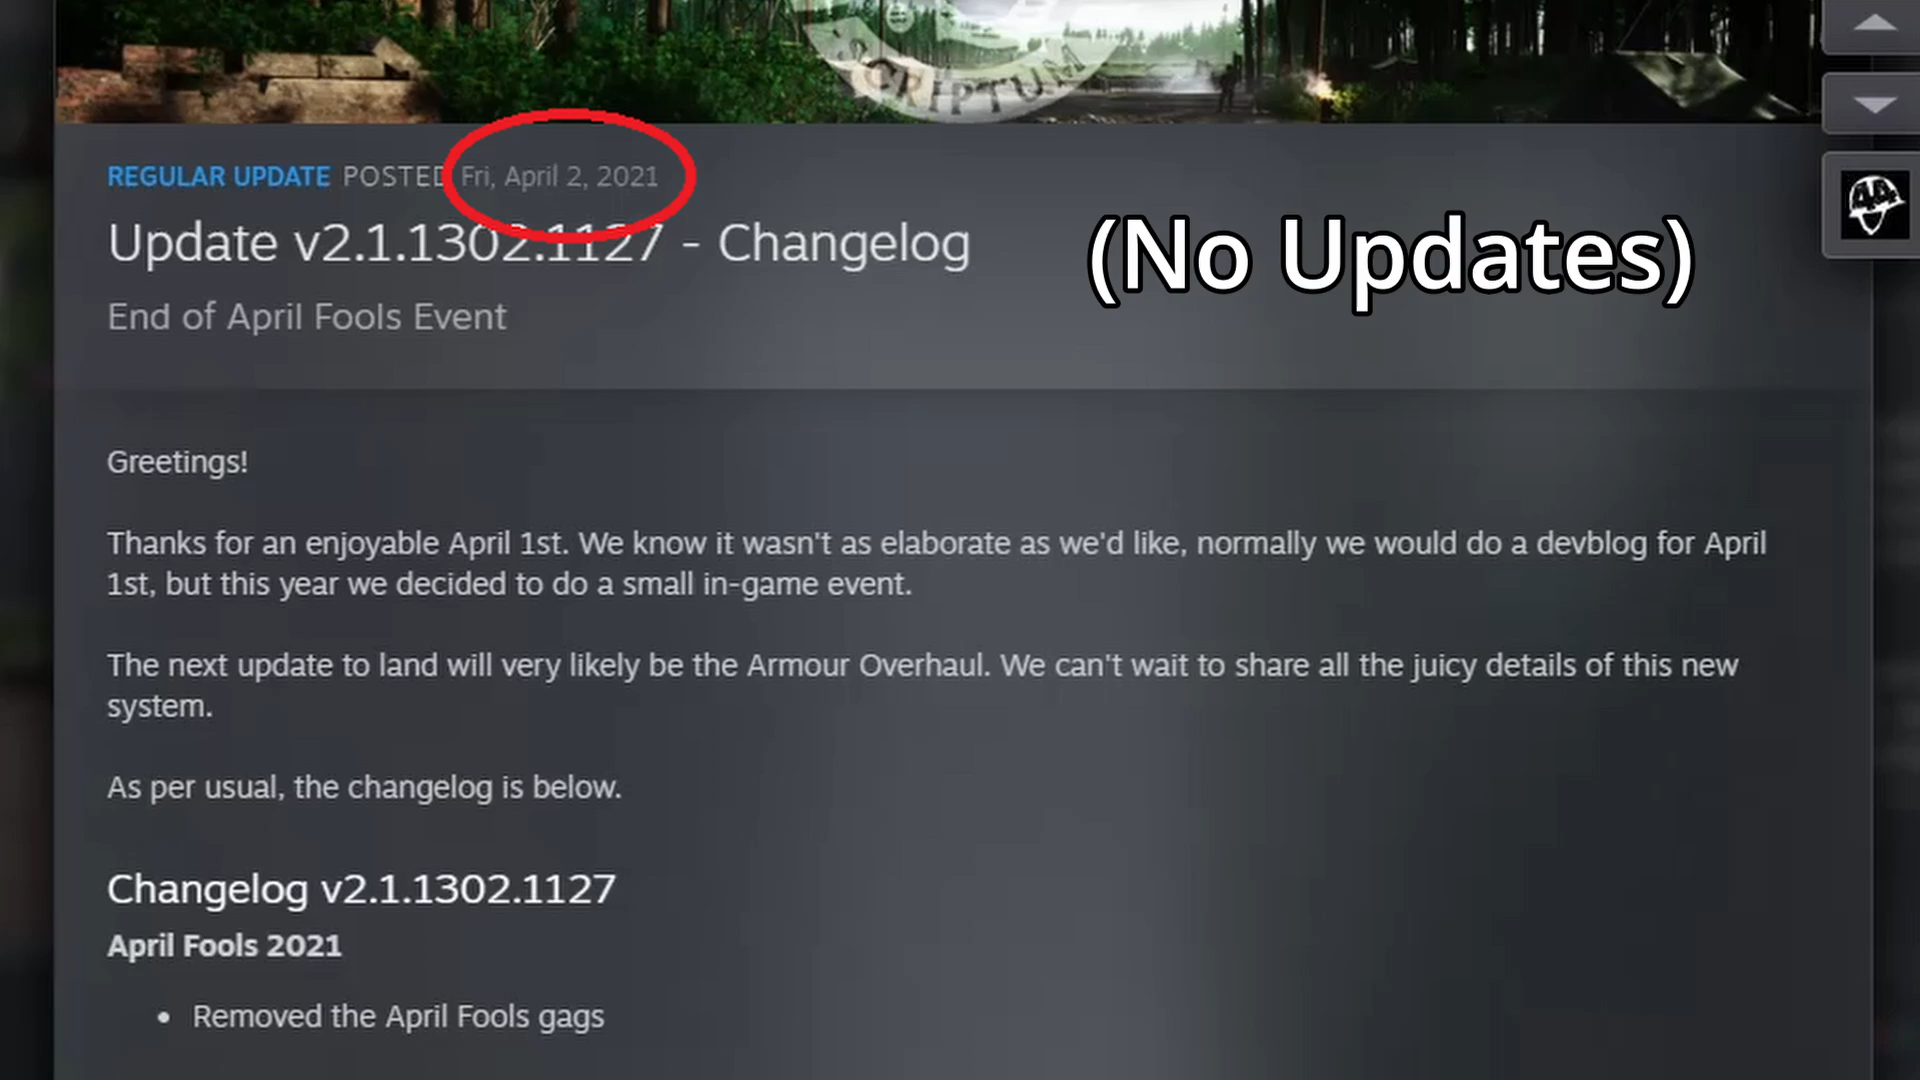 SCRIPTUM
REGULAR UPDATE POSTED Fri, April 2, 2021
Update v2.1.1302.1127 - Changelog
(No Updates)
End of April Fools Event
Greetings!
Thanks for an enjoyable April 1st. We know it wasn't as elaborate as we'd like, normally we would do a devblog for April
1st, but this year we decided to do a small in-game event.
The next update to land will very likely be the Armour Overhaul. We can't wait to share all the juicy details of this new
system.
As per usual, the changelog is below.
Changelog v2.1.1302.1127
April Fools 2021
• Removed the April Fools gags
44